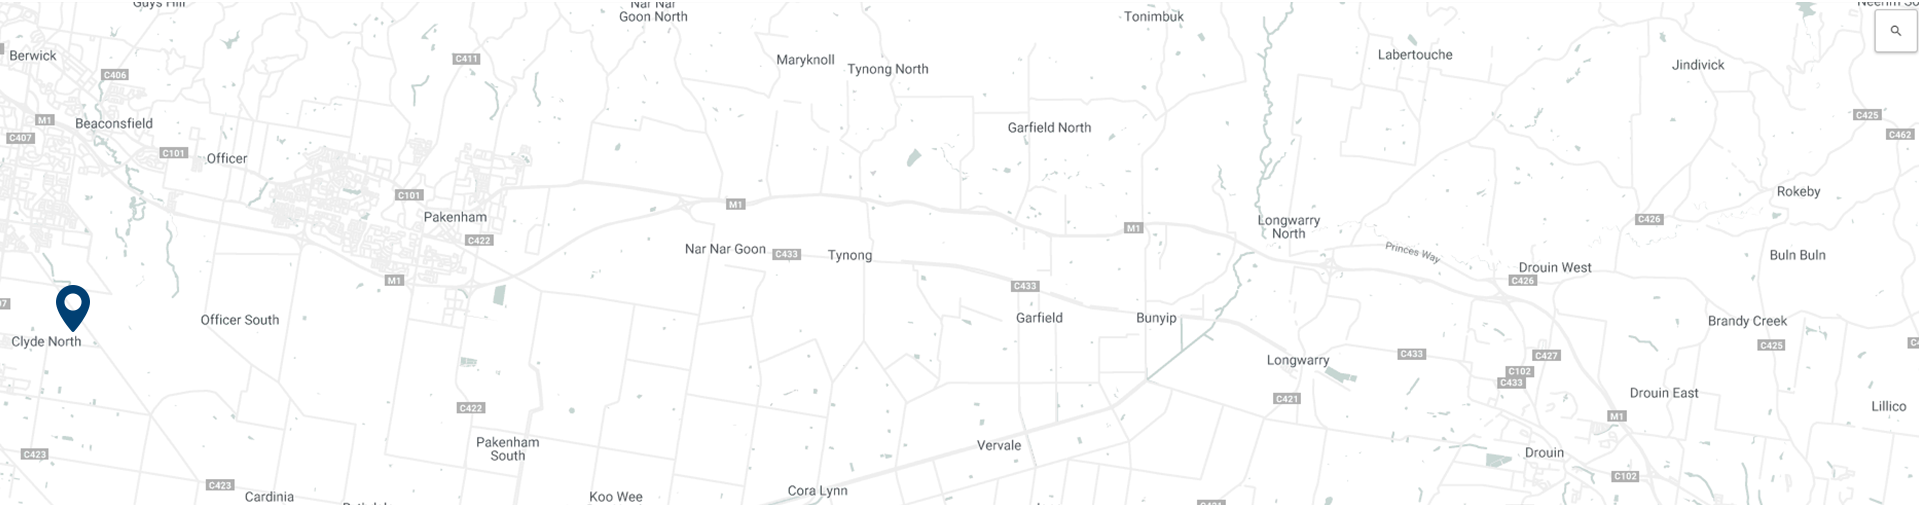 Guys Hill
Nar Nar
Goon North
Tonimbuk
Berwick
C411
Maryknoll
Tynong North
Labertouche
Jindivick
C406
M1
Beaconsfield
C407
C425
C462
Garfield North
C101
Officer
C101
Rokeby
M1
Pakenham
C426
Longwarry
North
M1
C422
Nar Nar Goon
C433
Tynong
Princes Way
Buln Buln
Drouin West
C426
M1
C433
Officer South
Garfield
Bunyip
Brandy Creek
Clyde North
C425
Longwarry
C433
C427
C102
C433
Drouin East
C421
C422
Lillico
M1
Pakenham
South
Vervale
C423
Drouin
C102
C423
Cardinia
Koo Wee
Cora Lynn